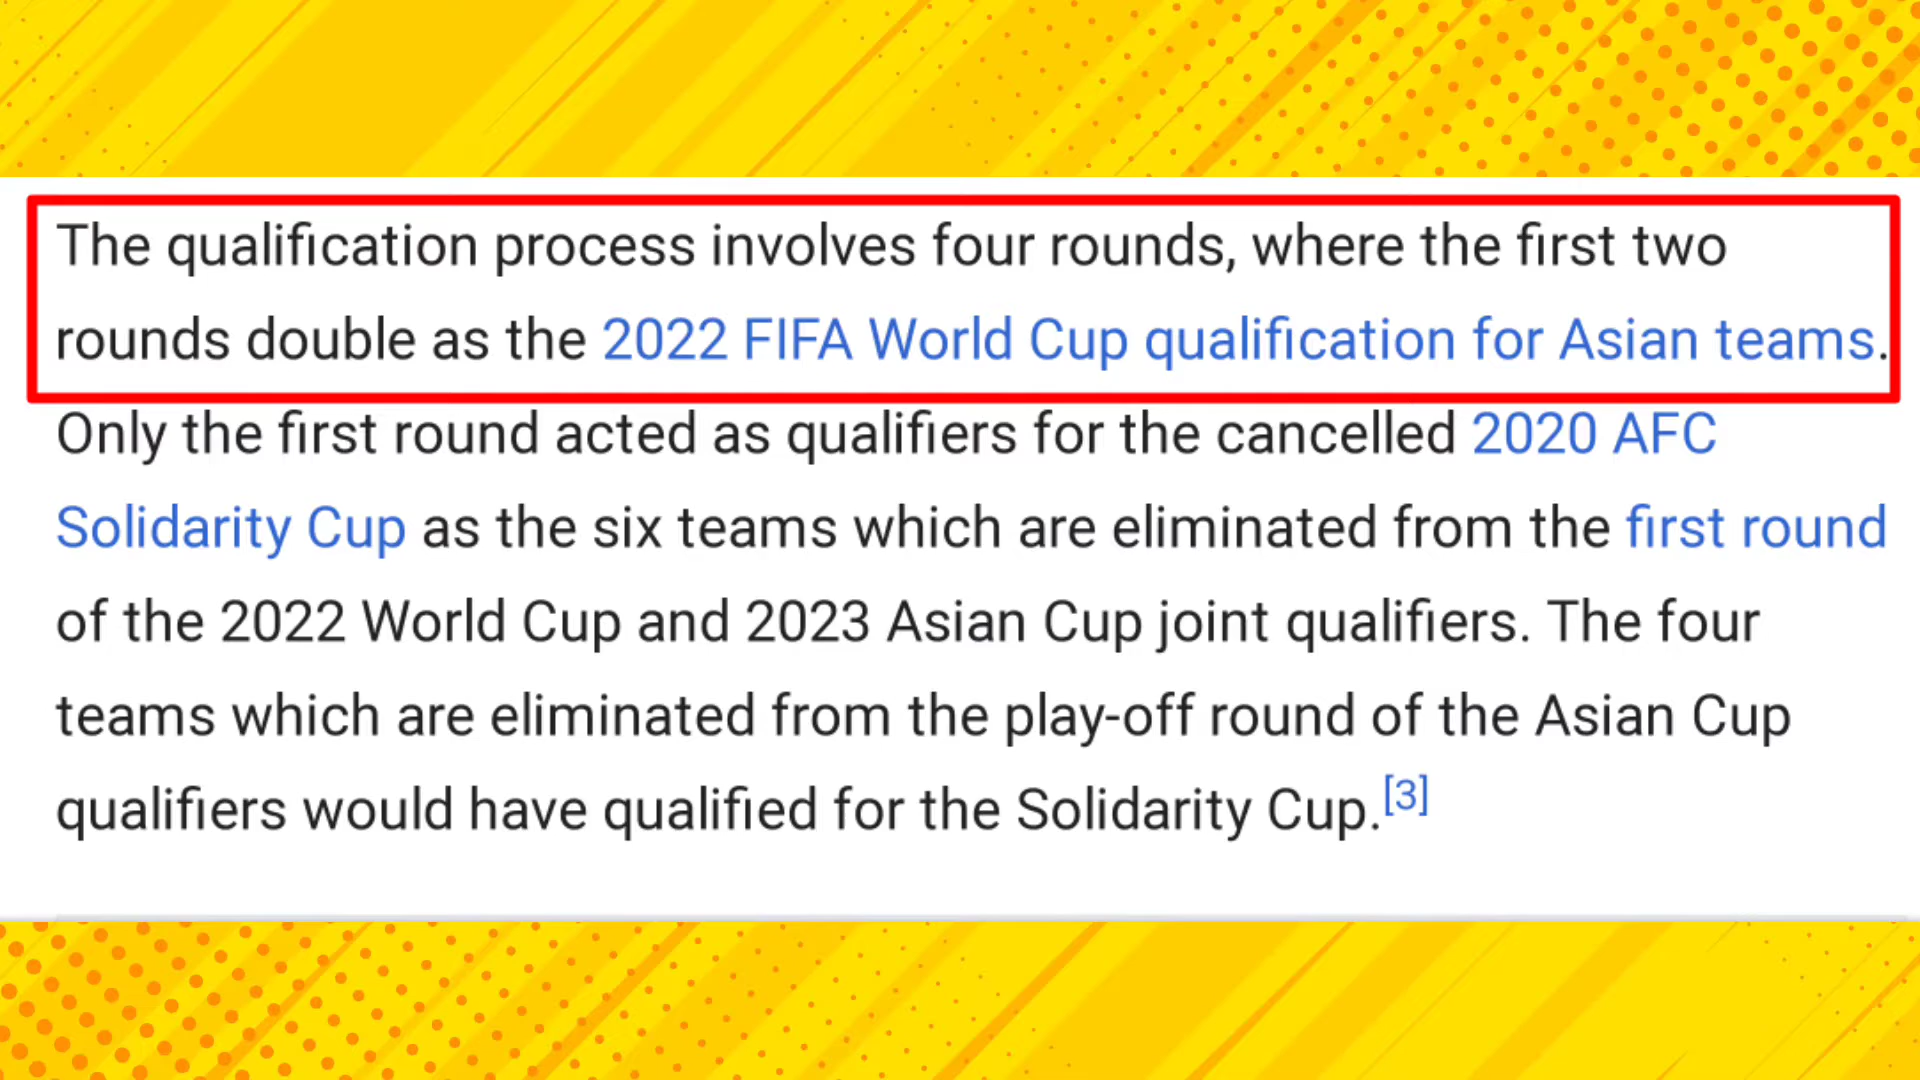 The qualification process involves four rounds, where the first two
rounds double as the 2022 FIFA World Cup qualification for Asian teams.
Only the first round acted as qualifiers for the cancelled 2020 AFC
Solidarity Cup as the six teams which are eliminated from the first round
of the 2022 World Cup and 2023 Asian Cup joint qualifiers. The four
teams which are eliminated from the play-off round of the Asian Cup
qualifiers would have qualified for the Solidarity Cup.[3]